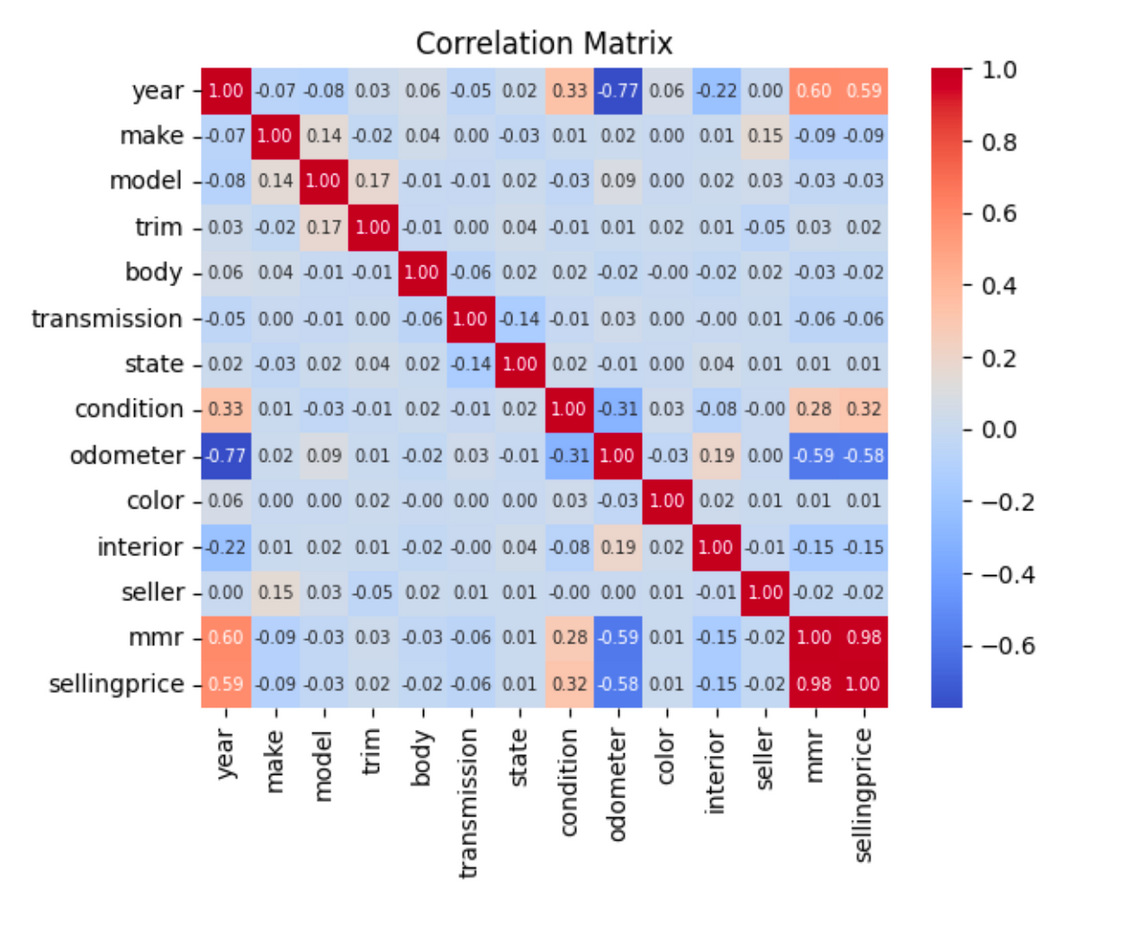 Correlation Matrix
year 1.00 -0.07 -0.08 0.03 0.06 -0.05 0.02 0.33 -0.77 0.06 -0.22 0.00 0.60 0.59
make -0.07 1.00 0.14 -0.02 0.04 0.00 -0.03 0.01 0.02 0.00 0.01 0.15 -0.09 -0.09
model -0.08 0.14 1.00 0.17 -0.01 -0.01 0.02 -0.03 0.09 0.00 0.02 0.03 -0.03 -0.03
trim 0.03 -0.02 0.17 1.00 -0.01 0.00 0.04 -0.01 0.01 0.02 0.01 -0.05 0.03 0.02
body 0.06 0.04 -0.01 -0.01 1.00 -0.06 0.02 0.02 -0.02 -0.00 -0.02 0.02 -0.03 -0.02
transmission -0.05 0.00 -0.01 0.00 -0.06 1.00 -0.14 -0.01 0.03 0.00 -0.00 0.01 -0.06 -0.06
state 0.02 -0.03 0.02 0.04 0.02 -0.14 1.00 0.02 -0.01 0.00 0.04 0.01 0.01 0.01
condition 0.33 0.01 -0.03 -0.01 0.02 -0.01 0.02 1.00 -0.31 0.03 -0.08 -0.00 0.28 0.32
odometer -0.77 0.02 0.09 0.01 -0.02 0.03 -0.01 -0.31 1.00 -0.03 0.19 0.00 -0.59 -0.58
color 0.06 0.00 0.00 0.02 -0.00 0.00 0.00 0.03 -0.03 1.00 0.02 0.01 0.01 0.01
interior -0.22 0.01 0.02 0.01 -0.02 -0.00 0.04 -0.08 0.19 0.02 1.00 -0.01 -0.15 -0.15
seller 0.00 0.15 0.03 -0.05 0.02 0.01 0.01 -0.00 0.00 0.01 -0.01 1.00 -0.02 -0.02
mmr 0.60 -0.09 -0.03 0.03 -0.03 -0.06 0.01 0.28 -0.59 0.01 -0.15 -0.02 1.00 0.98
sellingprice 0.59 -0.09 -0.03 0.02 -0.02 -0.06 0.01 0.32 -0.58 0.01 -0.15 -0.02 0.98 1.00
year
make
model
trim
body
transmission
state
condition
odometer
color
interior
seller
mmr
sellingprice
1.0
0.8
0.6
0.4
0.2
0.0
−0.2
−0.4
−0.6